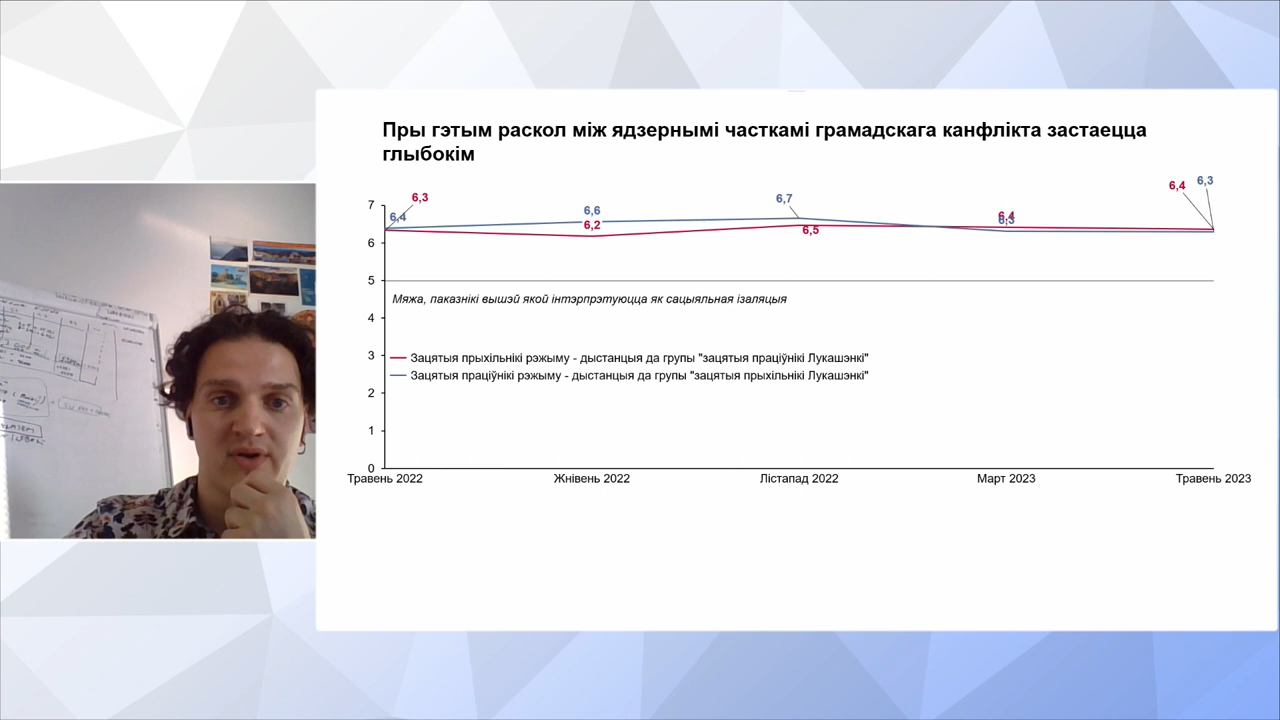 Пры гэтым раскол між ядзернымі часткамі грамадскага канфлікта застаецца
глыбокім
6,3
6,4
6,6
6,2
6,7
6,5
6,4
6,3
6,4
6,3
7
6
5
Мяжа, паказнікі вышэй якой інтэрпрэтуюцца як сацыяльная ізаляцыя
4
3
Зацятыя прыхільнікі рэжыму - дыстанцыя да групы "зацятыя праціўнікі Лукашэнкі"
Зацятыя праціўнікі рэжыму - дыстанцыя да групы "зацятыя прыхільнікі Лукашэнкі"
2
1
0
Травень 2022
Жнівень 2022
Лістапад 2022
Март 2023
Травень 2023